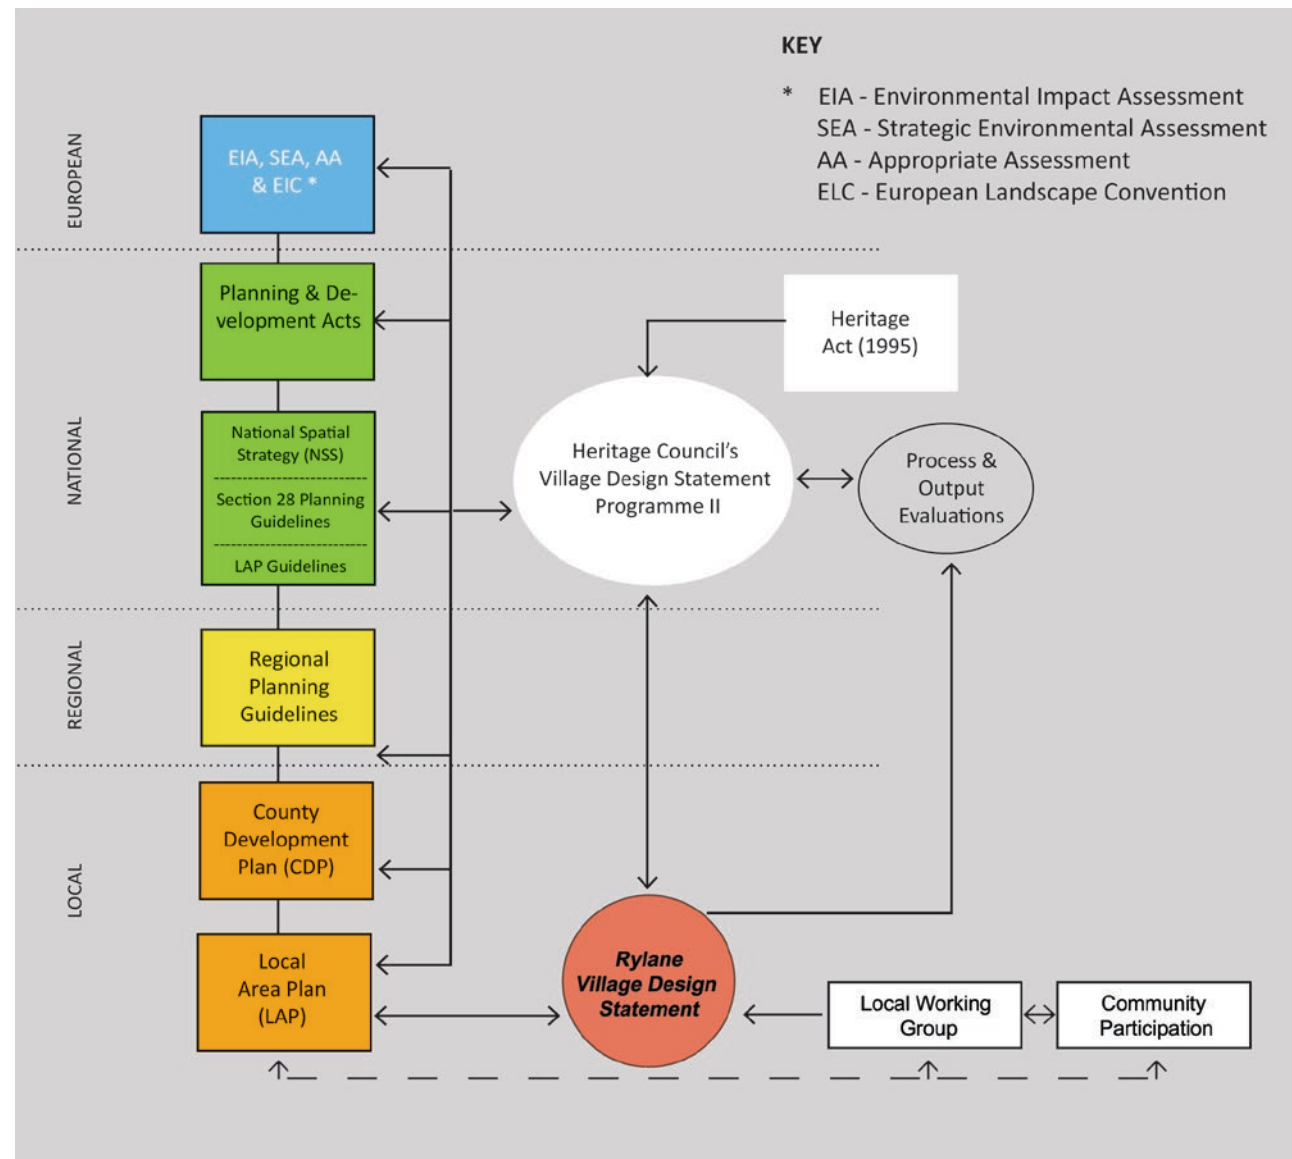 KEY
* EIA - Environmental Impact Assessment
SEA - Strategic Environmental Assessment
AA - Appropriate Assessment
ELC - European Landscape Convention
EUROPEAN
EIA, SEA, AA
& EIC *
NATIONAL
Planning & De-
velopment Acts
National Spatial
Strategy (NSS)
Section 28 Planning
Guidelines
LAP Guidelines
Heritage
Act (1995)
Heritage Council’s
Village Design Statement
Programme II
Process &
Output
Evaluations
REGIONAL
Regional
Planning
Guidelines
LOCAL
County
Development
Plan (CDP)
Local
Area Plan
(LAP)
Rylane
Village Design
Statement
Local Working
Group
Community
Participation